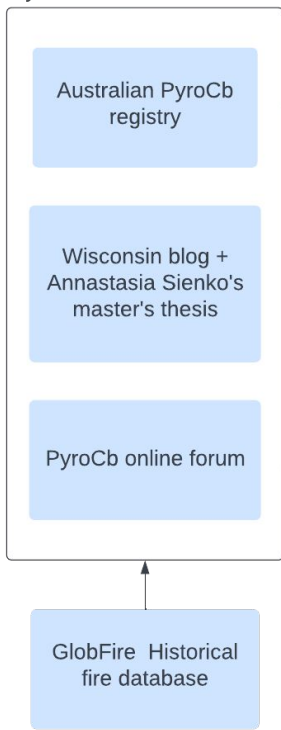 Australian PyroCb
registry
Wisconsin blog +
Annastasia Sienko's
master's thesis
PyroCb online forum
GlobFire Historical
fire database